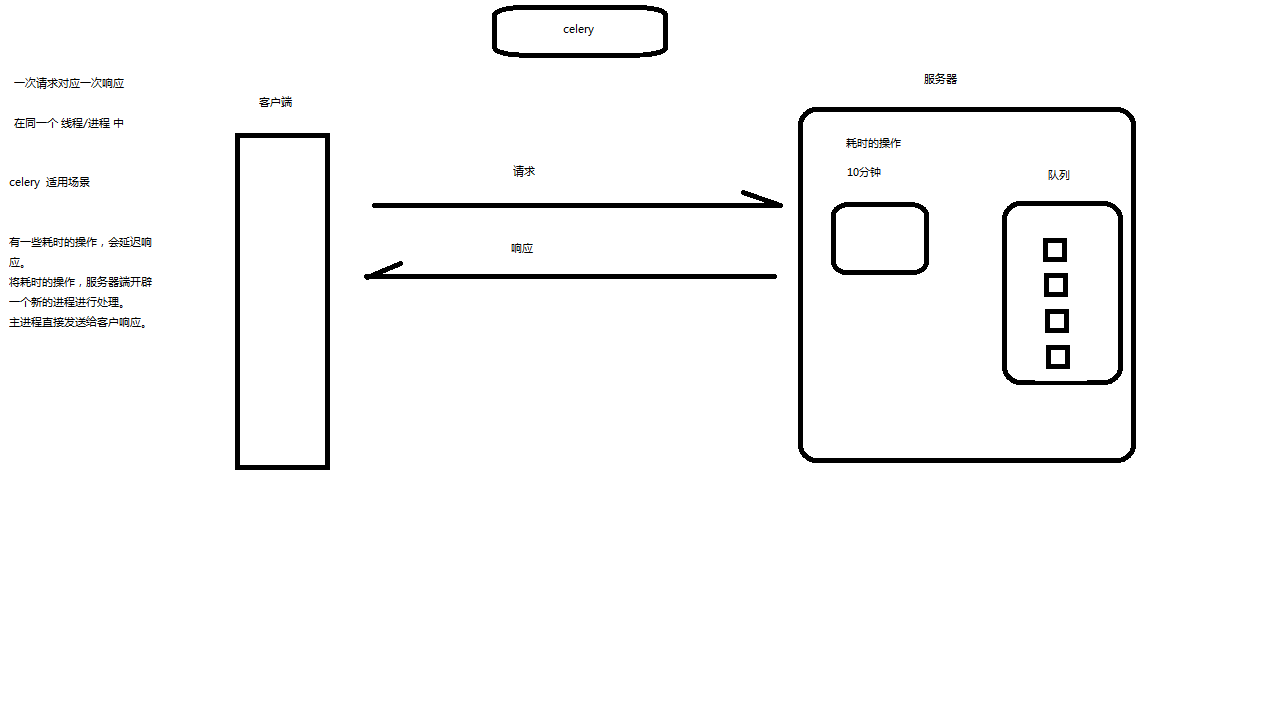 celery
一次请求对应一次响应
在同一个 线程/进程 中
celery 适用场景
有一些耗时的操作，会延迟响
应。
将耗时的操作，服务器端开辟
一个新的进程进行处理。
主进程直接发送给客户响应。
客户端
请求
响应
服务器
耗时的操作
10分钟
队列